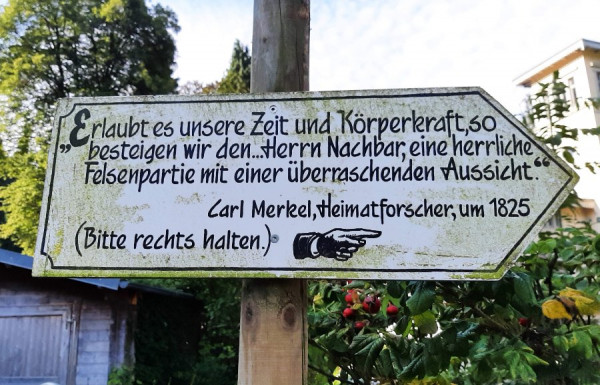 „Erlaubt es unsere Zeit und Körperkraft, so
besteigen wir den...Herrn Nachbar, eine herrliche
Felsenpartie mit einer überraschenden Aussicht.“
Carl Merkel, Heimatforscher, um 1825
(Bitte rechts halten.)